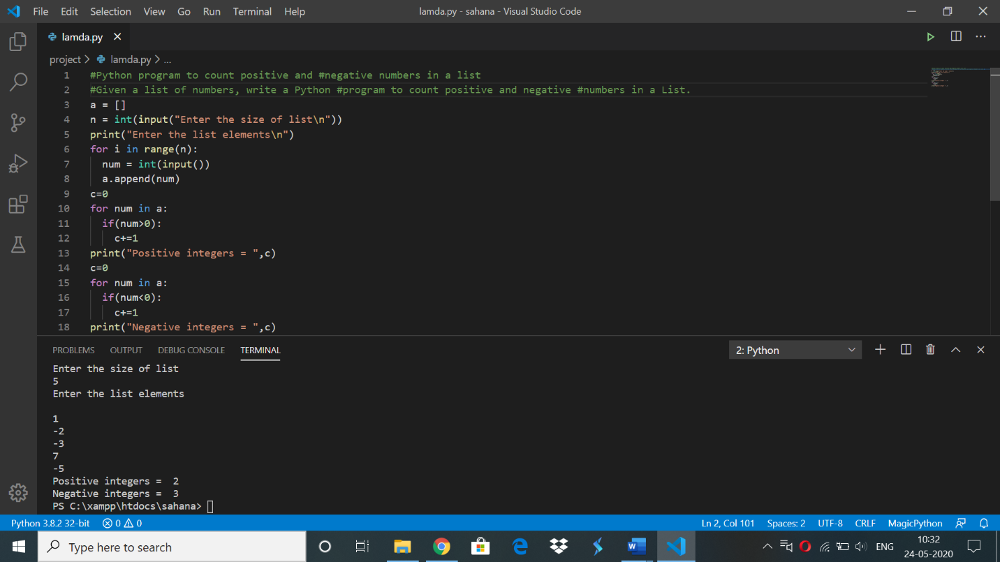 File Edit Selection View Go Run Terminal Help lamda.py - sahana - Visual Studio Code
lamda.py
project > lamda.py > ...
1 #Python program to count positive and #negative numbers in a list
2 #Given a list of numbers, write a Python #program to count positive and negative #numbers in a List.
3 a = []
4 n = int(input("Enter the size of list\n"))
5 print("Enter the list elements\n")
6 for i in range(n):
7   num = int(input())
8   a.append(num)
9 c=0
10 for num in a:
11   if(num>0):
12     c+=1
13 print("Positive integers = ",c)
14 c=0
15 for num in a:
16   if(num<0):
17     c+=1
18 print("Negative integers = ",c)
PROBLEMS OUTPUT DEBUG CONSOLE TERMINAL 2: Python
Enter the size of list
5
Enter the list elements
1
-2
-3
7
-5
Positive integers =  2
Negative integers =  3
PS C:\xampp\htdocs\sahana>
Python 3.8.2 32-bit 0 0 Ln 2, Col 101 Spaces: 2 UTF-8 CRLF MagicPython
Type here to search ENG 10:32
24-05-2020